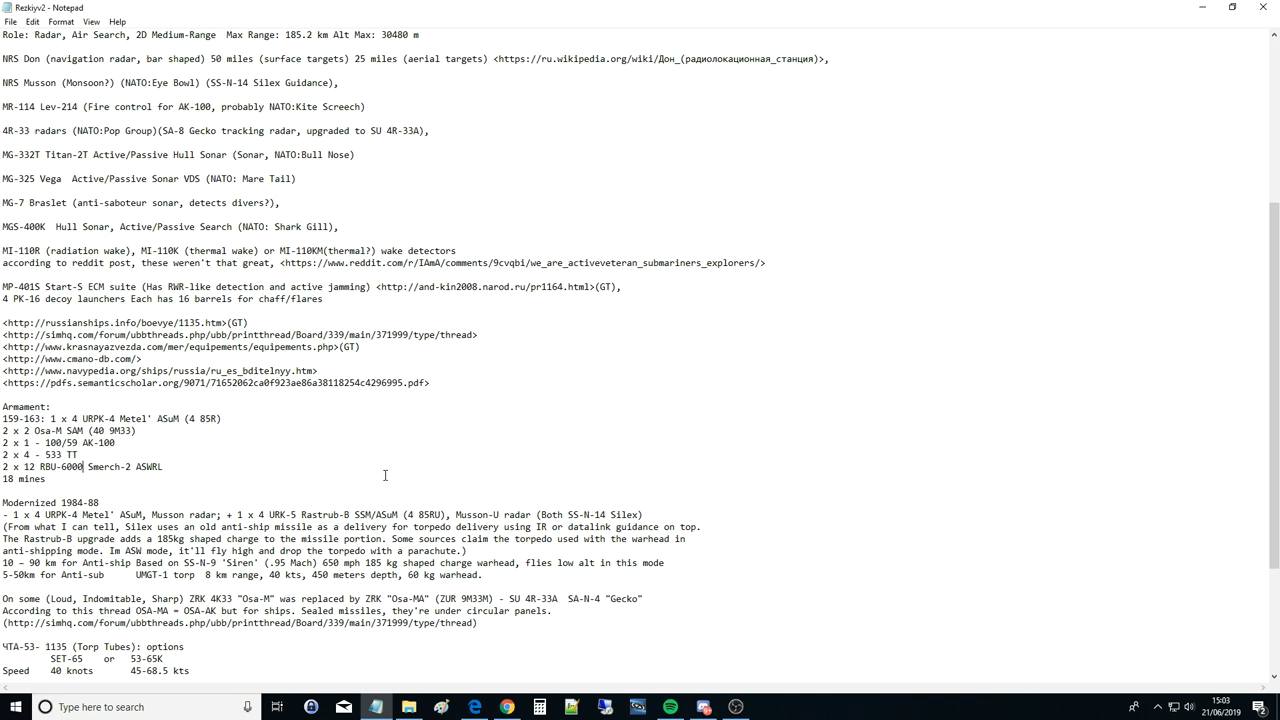 Rezkiyv2 - Notepad
File Edit Format View Help
Role: Radar, Air Search, 2D Medium-Range  Max Range: 185.2 km Alt Max: 30480 m
NRS Don (navigation radar, bar shaped) 50 miles (surface targets) 25 miles (aerial targets) <https://ru.wikipedia.org/wiki/Дон_(радиолокационная_станция)>,
NRS Musson (Monsoon?) (NATO:Eye Bowl) (SS-N-14 Silex Guidance),
MR-114 Lev-214 (Fire control for AK-100, probably NATO:Kite Screech)
4R-33 radars (NATO:Pop Group)(SA-8 Gecko tracking radar, upgraded to SU 4R-33A),
MG-332T Titan-2T Active/Passive Hull Sonar (Sonar, NATO:Bull Nose)
MG-325 Vega  Active/Passive Sonar VDS (NATO: Mare Tail)
MG-7 Braslet (anti-saboteur sonar, detects divers?),
MGS-400K  Hull Sonar, Active/Passive Search (NATO: Shark Gill),
MI-110R (radiation wake), MI-110K (thermal wake) or MI-110KM(thermal?) wake detectors
according to reddit post, these weren't that great, <https://www.reddit.com/r/IAmA/comments/9cvqbi/we_are_activeveteran_submariners_explorers/>
MP-401S Start-S ECM suite (Has RWR-like detection and active jamming) <http://and-kin2008.narod.ru/pr1164.html>(GT),
4 PK-16 decoy launchers Each has 16 barrels for chaff/flares
<http://russianships.info/boevye/1135.htm>(GT)
<http://simhq.com/forum/ubbthreads.php/ubb/printthread/Board/339/main/371999/type/thread>
<http://www.krasnayazvezda.com/mer/equipements/equipements.php>(GT)
<http://www.cmano-db.com/>
<http://www.navypedia.org/ships/russia/ru_es_bditelnyy.htm>
<https://pdfs.semanticscholar.org/9071/71652062ca0f923ae86a38118254c4296995.pdf>
Armament:
159-163: 1 x 4 URPK-4 Metel' ASuM (4 85R)
2 x 2 Osa-M SAM (40 9M33)
2 x 1 - 100/59 AK-100
2 x 4 - 533 TT
2 x 12 RBU-6000 Smerch-2 ASWRL
18 mines
Modernized 1984-88
- 1 x 4 URPK-4 Metel' ASuM, Musson radar; + 1 x 4 URK-5 Rastrub-B SSM/ASuM (4 85RU), Musson-U radar (Both SS-N-14 Silex)
(From what I can tell, Silex uses an old anti-ship missile as a delivery for torpedo delivery using IR or datalink guidance on top.
The Rastrub-B upgrade adds a 185kg shaped charge to the missile portion. Some sources claim the torpedo used with the warhead in
anti-shipping mode. Im ASW mode, it'll fly high and drop the torpedo with a parachute.)
10 – 90 km for Anti-ship Based on SS-N-9 'Siren' (.95 Mach) 650 mph 185 kg shaped charge warhead, flies low alt in this mode
5-50km for Anti-sub     UMGT-1 torp  8 km range, 40 kts, 450 meters depth, 60 kg warhead.
On some (Loud, Indomitable, Sharp) ZRK 4K33 "Osa-M" was replaced by ZRK "Osa-MA" (ZUR 9M33M) - SU 4R-33A  SA-N-4 "Gecko"
According to this thread OSA-MA = OSA-AK but for ships. Sealed missiles, they're under circular panels.
(http://simhq.com/forum/ubbthreads.php/ubb/printthread/Board/339/main/371999/type/thread)
ЧТА-53- 1135 (Torp Tubes): options
SET-65    or    53-65K
Speed    40 knots    45-68.5 kts
Type here to search
15:03
21/06/2019
2